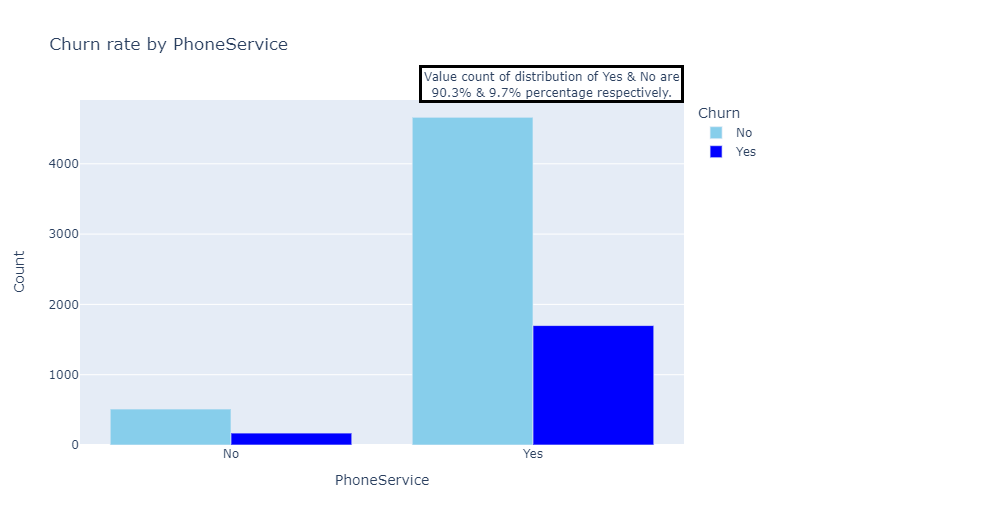 Churn rate by PhoneService
Value count of distribution of Yes & No are
90.3% & 9.7% percentage respectively.
Churn
No
Yes
4000
3000
2000
1000
0
Count
No
Yes
PhoneService